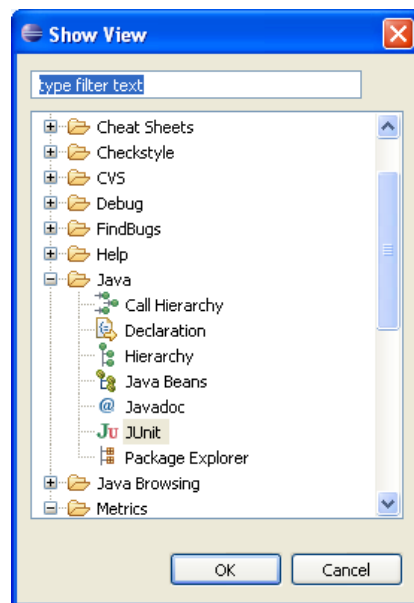 Show View
type filter text
Cheat Sheets
Checkstyle
CVS
Debug
FindBugs
Help
Java
Call Hierarchy
Declaration
Hierarchy
Java Beans
@ Javadoc
Ju JUnit
Package Explorer
Java Browsing
Metrics
OK Cancel